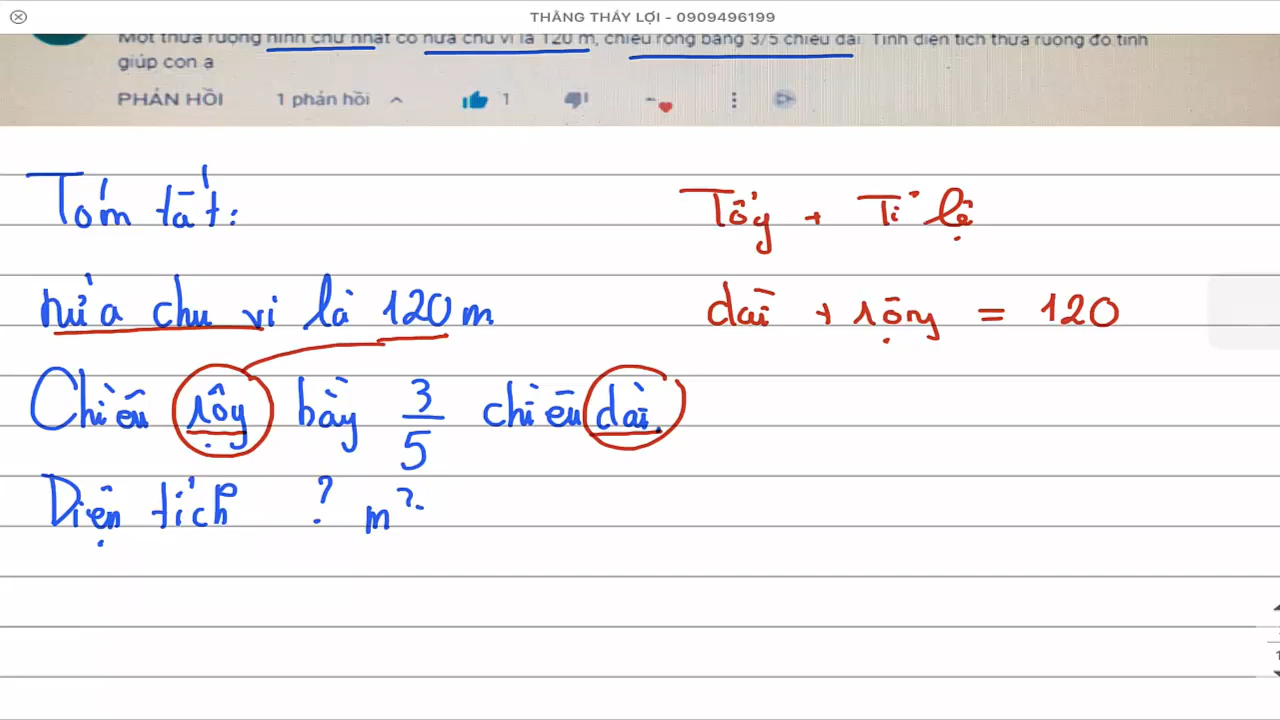 THẮNG THẦY LỢI - 0909496199
Một thửa ruộng hình chữ nhật có nửa chu vi là 120 m, chiều rộng bằng 3/5 chiều dài. Tính diện tích thửa ruộng đó tính
giúp con ạ
PHẢN HỒI 1 phản hồi 1
Tóm tắt:
Tổng + Tỉ lệ
nửa chu vi là 120 m
dài + rộng = 120
Chiều rộng bằng 3/5 chiều dài.
Diện tích ? m²
1